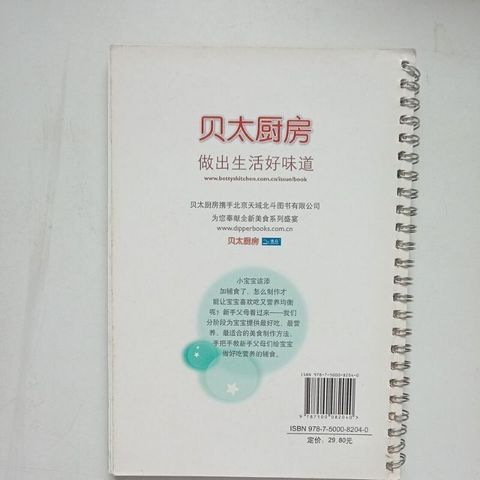 贝太厨房
做出生活好味道
www.bettyskitchen.com.cn/issue/book
贝太厨房携手北京天域北斗图书有限公司
为您奉献全新美食系列盛宴
www.dipperbooks.com.cn
贝太厨房
小宝宝该添
加辅食了，怎么制作才
能让宝宝喜欢吃又营养均衡
呢？新手父母看过来——我们
分阶段为宝宝提供最好吃、最营
养、最适合的美食制作方法，
手把手教新手父母们给宝宝
做好吃营养的辅食。
ISBN 978-7-5000-8204-0
9 787500 082040 >
ISBN 978-7-5000-8204-0
定价：29.80元